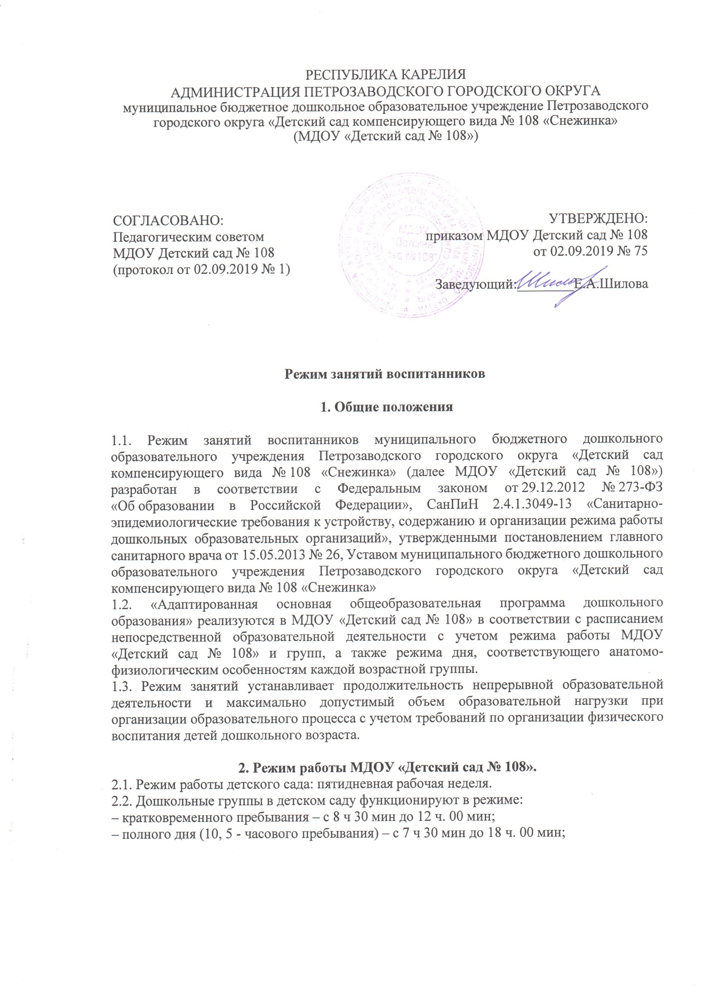 РЕСПУБЛИКА КАРЕЛИЯ
АДМИНИСТРАЦИЯ ПЕТРОЗАВОДСКОГО ГОРОДСКОГО ОКРУГА
муниципальное бюджетное дошкольное образовательное учреждение Петрозаводского
городского округа «Детский сад компенсирующего вида № 108 «Снежинка»
(МДОУ «Детский сад № 108»)
СОГЛАСОВАНО:
Педагогическим советом
МДОУ Детский сад № 108
(протокол от 02.09.2019 № 1)
МДОУ
"Детский
сад №108"
УТВЕРЖДЕНО:
приказом МДОУ Детский сад № 108
от 02.09.2019 № 75
Заведующий:________Е.А.Шилова
Режим занятий воспитанников
1. Общие положения
1.1. Режим занятий воспитанников муниципального бюджетного дошкольного
образовательного учреждения Петрозаводского городского округа «Детский сад
компенсирующего вида № 108 «Снежинка» (далее МДОУ «Детский сад № 108»)
разработан в соответствии с Федеральным законом от 29.12.2012 № 273-ФЗ
«Об образовании в Российской Федерации», СанПиН 2.4.1.3049-13 «Санитарно-
эпидемиологические требования к устройству, содержанию и организации режима работы
дошкольных образовательных организаций», утвержденными постановлением главного
санитарного врача от 15.05.2013 № 26, Уставом муниципального бюджетного дошкольного
образовательного учреждения Петрозаводского городского округа «Детский сад
компенсирующего вида № 108 «Снежинка»
1.2. «Адаптированная основная общеобразовательная программа дошкольного
образования» реализуются в МДОУ «Детский сад № 108» в соответствии с расписанием
непосредственной образовательной деятельности с учетом режима работы МДОУ
«Детский сад № 108» и групп, а также режима дня, соответствующего анатомо-
физиологическим особенностям каждой возрастной группы.
1.3. Режим занятий устанавливает продолжительность непрерывной образовательной
деятельности и максимально допустимый объем образовательной нагрузки при
организации образовательного процесса с учетом требований по организации физического
воспитания детей дошкольного возраста.
2. Режим работы МДОУ «Детский сад № 108».
2.1. Режим работы детского сада: пятидневная рабочая неделя.
2.2. Дошкольные группы в детском саду функционируют в режиме:
– кратковременного пребывания – с 8 ч 30 мин до 12 ч. 00 мин;
– полного дня (10, 5 - часового пребывания) – с 7 ч 30 мин до 18 ч. 00 мин;